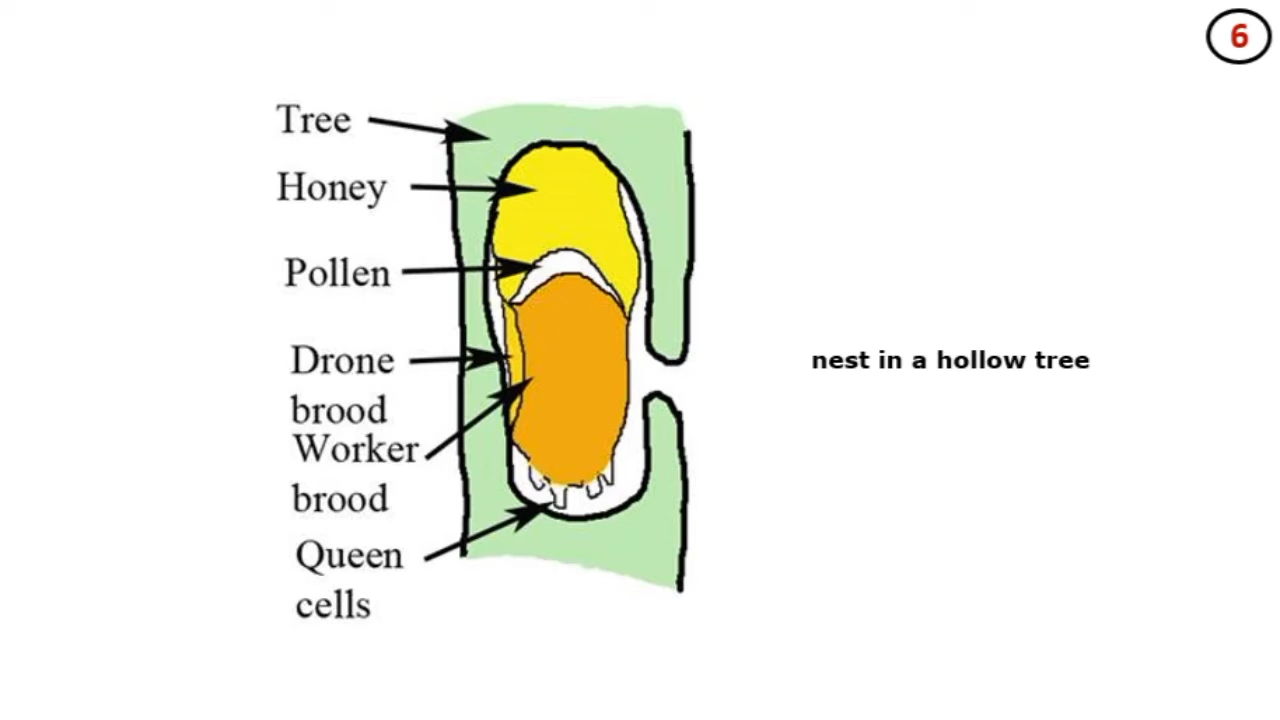 6
Tree
Honey
Pollen
Drone
brood
Worker
brood
Queen
cells
nest in a hollow tree